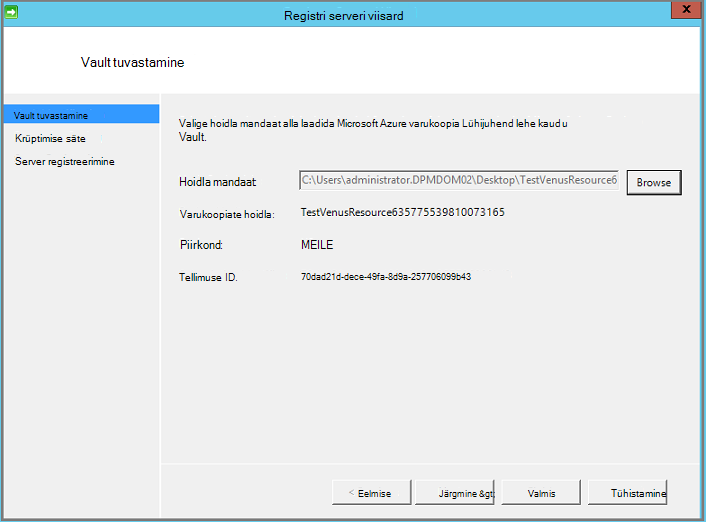 Registri serveri viisard
Vault tuvastamine
Vault tuvastamine
Krüptimise säte
Server registreerimine
Valige hoidla mandaat alla laadida Microsoft Azure varukoopia Lühijuhend lehe kaudu
Vault.
Hoidla mandaat C:\Users\administrator.DPMDOM02\Desktop\TestVenusResource6 Browse
Varukoopiate hoidla: TestVenusResource635775539810073165
Piirkond: MEILE
Tellimuse ID. 70dad21d-dece-49fa-8d9a-257706099b43
< Eelmise Järgmine &gt; Valmis Tühistamine